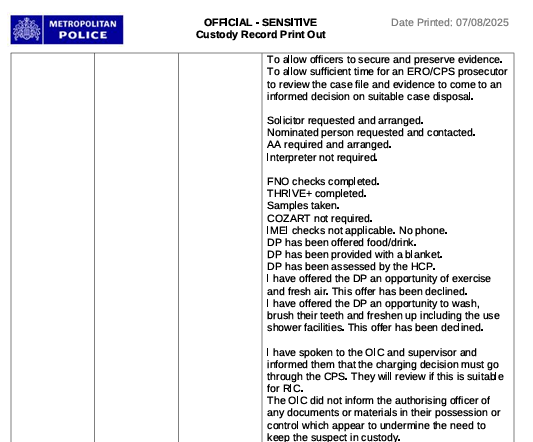 METROPOLITAN
POLICE
OFFICIAL - SENSITIVE
Custody Record Print Out
Date Printed: 07/08/2025
To allow officers to secure and preserve evidence.
To allow sufficient time for an ERO/CPS prosecutor
to review the case file and evidence to come to an
informed decision on suitable case disposal.
Solicitor requested and arranged.
Nominated person requested and contacted.
AA required and arranged.
Interpreter not required.
FNO checks completed.
THRIVE+ completed.
Samples taken.
COZART not required.
IMEI checks not applicable. No phone.
DP has been offered food/drink.
DP has been provided with a blanket.
DP has been assessed by the HCP.
I have offered the DP an opportunity of exercise
and fresh air. This offer has been declined.
I have offered the DP an opportunity to wash,
brush their teeth and freshen up including the use
shower facilities. This offer has been declined.
I have spoken to the OIC and supervisor and
informed them that the charging decision must go
through the CPS. They will review if this is suitable
for RIC.
The OIC did not inform the authorising officer of
any documents or materials in their possession or
control which appear to undermine the need to
keep the suspect in custody.